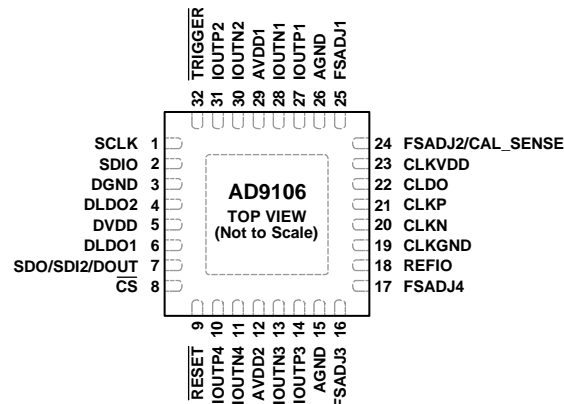 32 TRIGGER
31 IOUTP2
30 IOUTN2
29 AVDD1
28 IOUTN1
27 IOUTP1
26 AGND
25 FSADJ1
SCLK 1
SDIO 2
DGND 3
DLDO2 4
DVDD 5
DLDO1 6
SDO/SDI2/DOUT 7
CS 8
AD9106
TOP VIEW
(Not to Scale)
24 FSADJ2/CAL_SENSE
23 CLKVDD
22 CLDO
21 CLKP
20 CLKN
19 CLKGND
18 REFIO
17 FSADJ4
RESET 9
IOUTP4 10
IOUTN4 11
AVDD2 12
IOUTN3 13
IOUTP3 14
AGND 15
FSADJ3 16